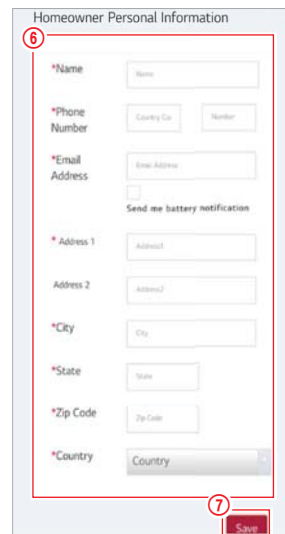 Homeowner Personal Information
⑥
*Name
Name
*Phone Number
Country Co
Number
*Email Address
Email Address
Send me battery notification
* Address 1
Address1
Address 2
Address2
*City
City
*State
State
*Zip Code
Zip Code
*Country
Country
⑦
Save